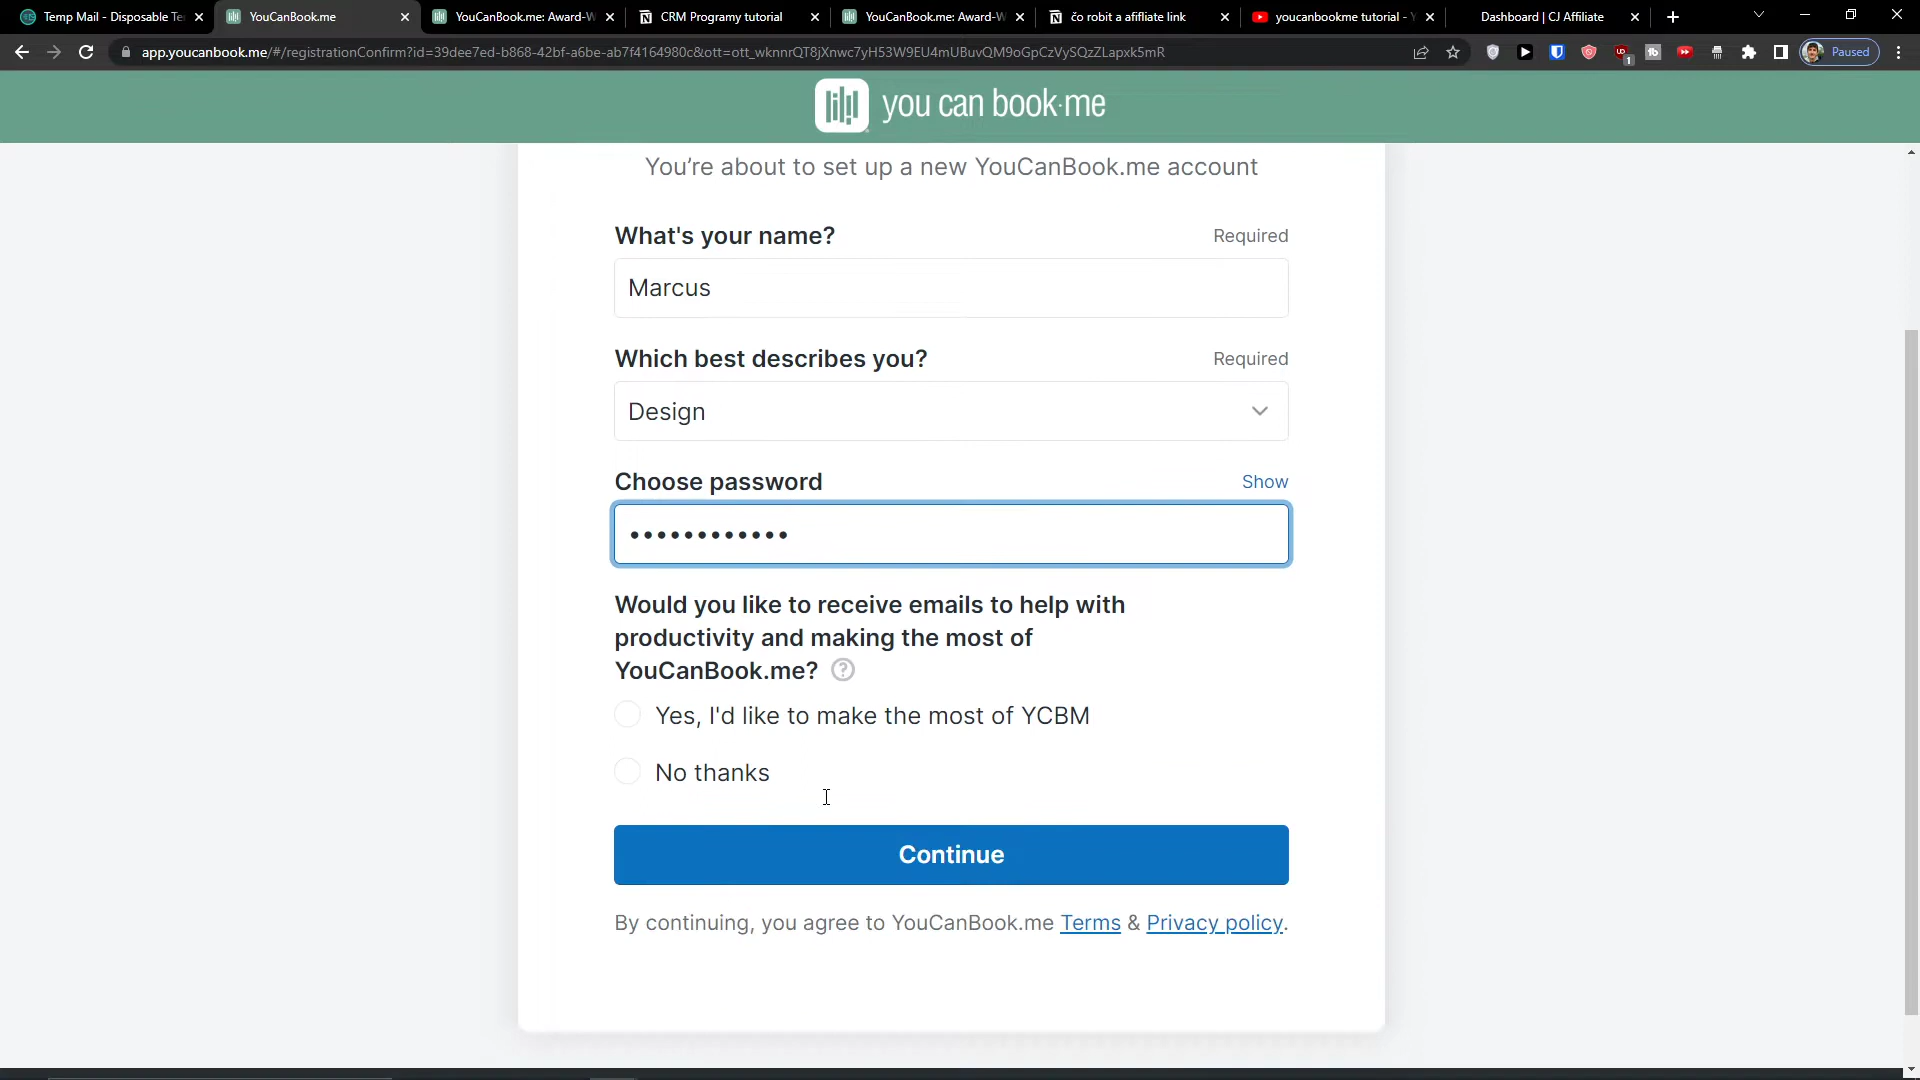 Temp Mail - Disposable Te
YouCanBook.me
YouCanBook.me: Award-W
CRM Programy tutorial
YouCanBook.me: Award-W
čo robit a afifliate link
youcanbookme tutorial - Y
Dashboard | CJ Affiliate
app.youcanbook.me/#/registrationConfirm?id=39dee7ed-b868-42bf-a6be-ab7f4164980c&ott=ott_wknnrQT8jXnwc7yH53W9EU4mUBuvQM9oGpCzVySQzZLapxk5mR
Paused
you can book·me
You're about to set up a new YouCanBook.me account
What's your name?
Required
Marcus
Which best describes you?
Required
Design
Choose password
Show
Would you like to receive emails to help with
productivity and making the most of
YouCanBook.me?
Yes, I'd like to make the most of YCBM
No thanks
Continue
By continuing, you agree to YouCanBook.me Terms & Privacy policy.